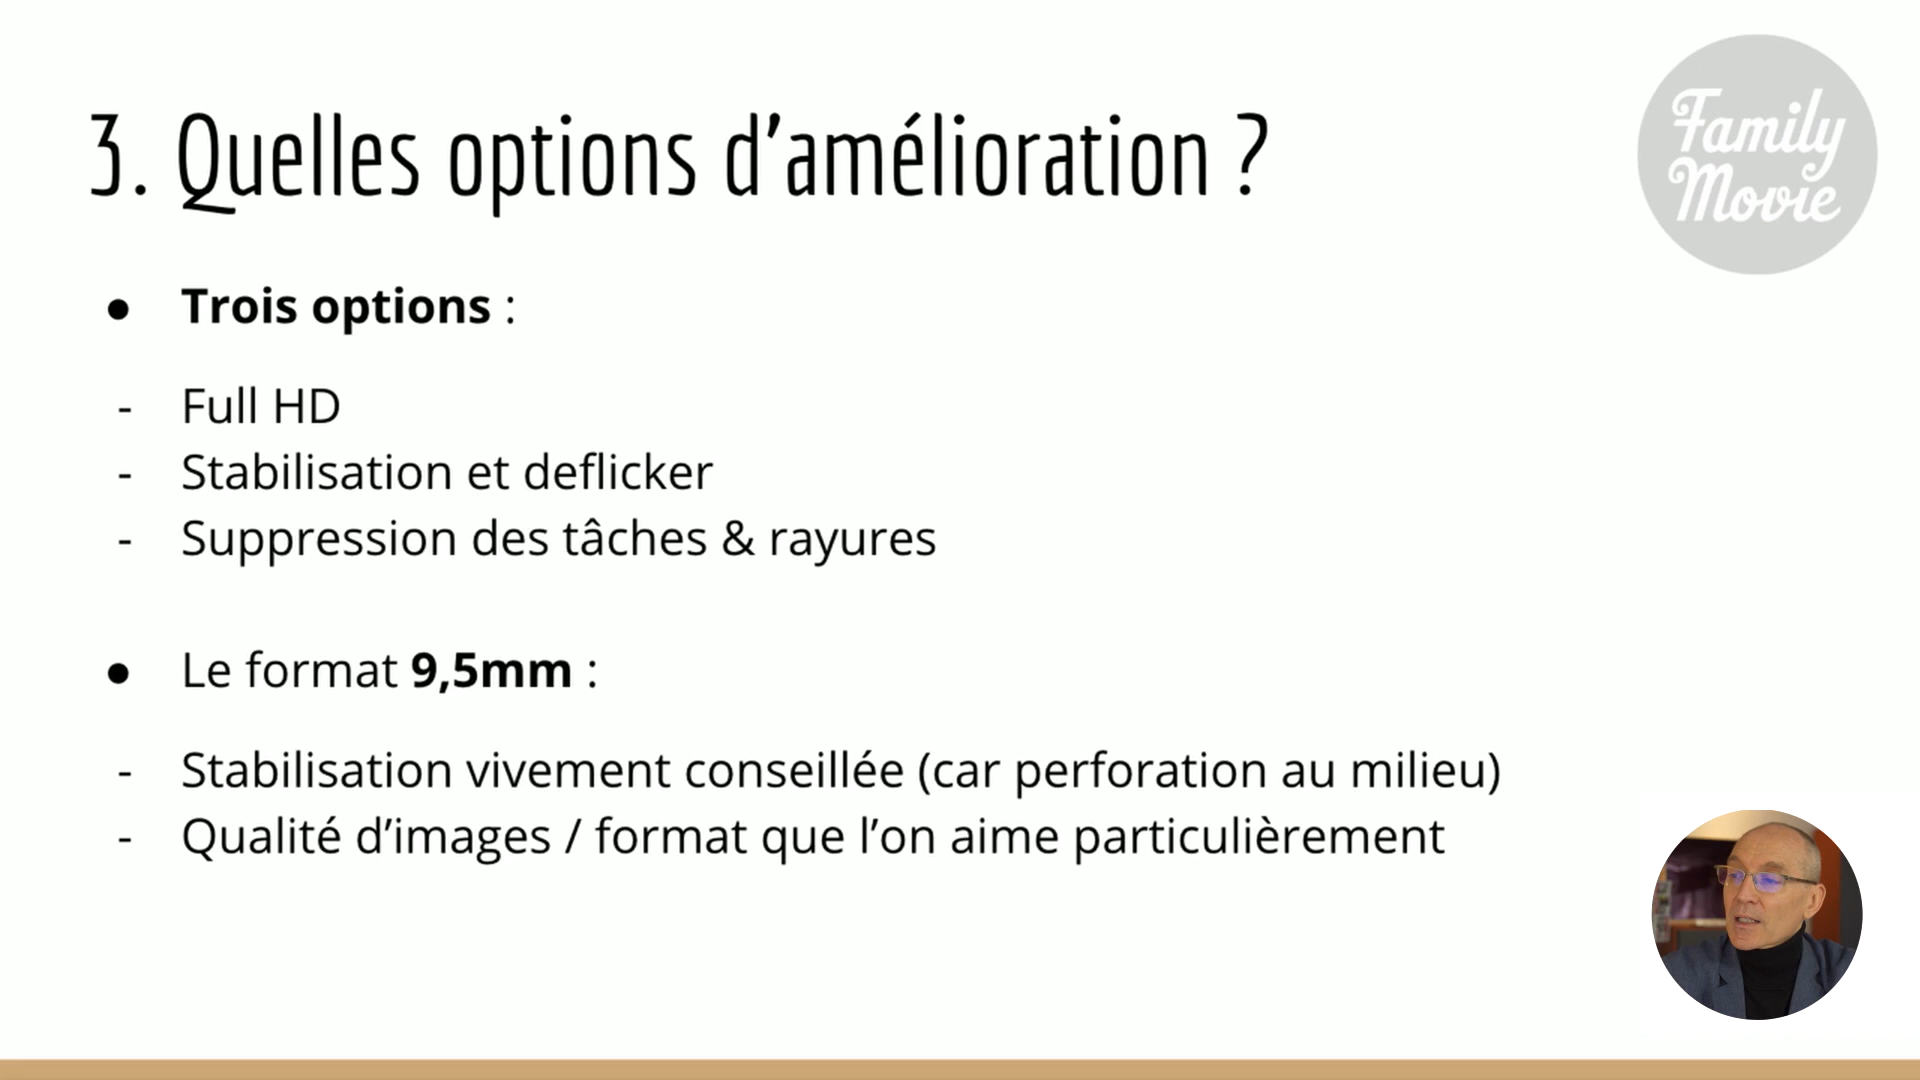 3. Quelles options d’amélioration ?
Family
Movie
● Trois options :
- Full HD
- Stabilisation et deflicker
- Suppression des tâches & rayures
● Le format 9,5mm :
- Stabilisation vivement conseillée (car perforation au milieu)
- Qualité d’images / format que l’on aime particulièrement